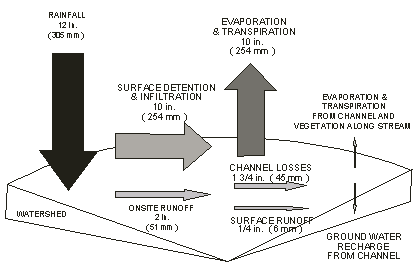 RAINFALL
12 In.
(305 mm)
EVAPORATION
& TRANSPIRATION
10 in.
( 254 mm )
SURFACE DETENTION
& INFILTRATION
10 in.
( 254 mm )
EVAPORATION &
TRANSPIRATION
FROM CHANNEL AND
VEGETATION ALONG STREAM
CHANNEL LOSSES
1 3/4 in. ( 45 mm )
WATERSHED
ONSITE RUNOFF
2 In.
(51 mm )
SURFACE RUNOFF
1/4 in. ( 6 mm )
GROUND WATER
RECHARGE
FROM CHANNEL